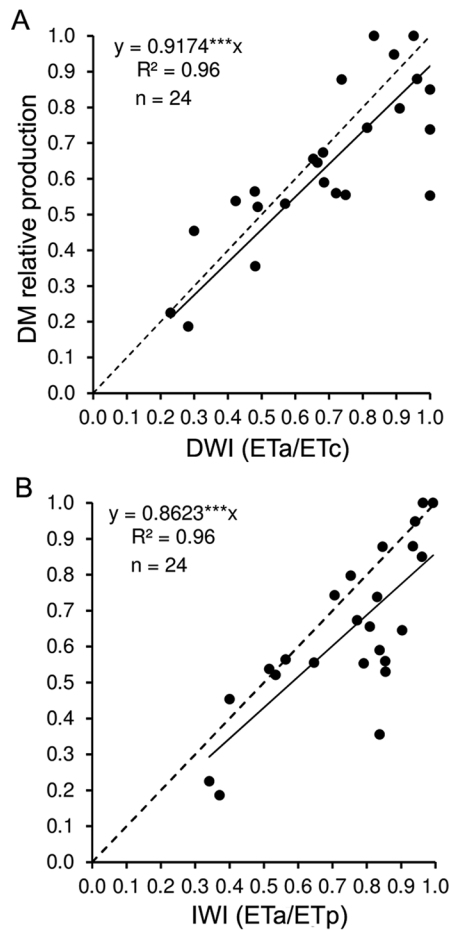 A
y = 0.9174***x
R² = 0.96
n = 24
DM relative production
1.0
0.9
0.8
0.7
0.6
0.5
0.4
0.3
0.2
0.1
0.0
0.0 0.1 0.2 0.3 0.4 0.5 0.6 0.7 0.8 0.9 1.0
DWI (ETa/ETc)
B
y = 0.8623***x
R² = 0.96
n = 24
1.0
0.9
0.8
0.7
0.6
0.5
0.4
0.3
0.2
0.1
0.0
0.0 0.1 0.2 0.3 0.4 0.5 0.6 0.7 0.8 0.9 1.0
IWI (ETa/ETp)